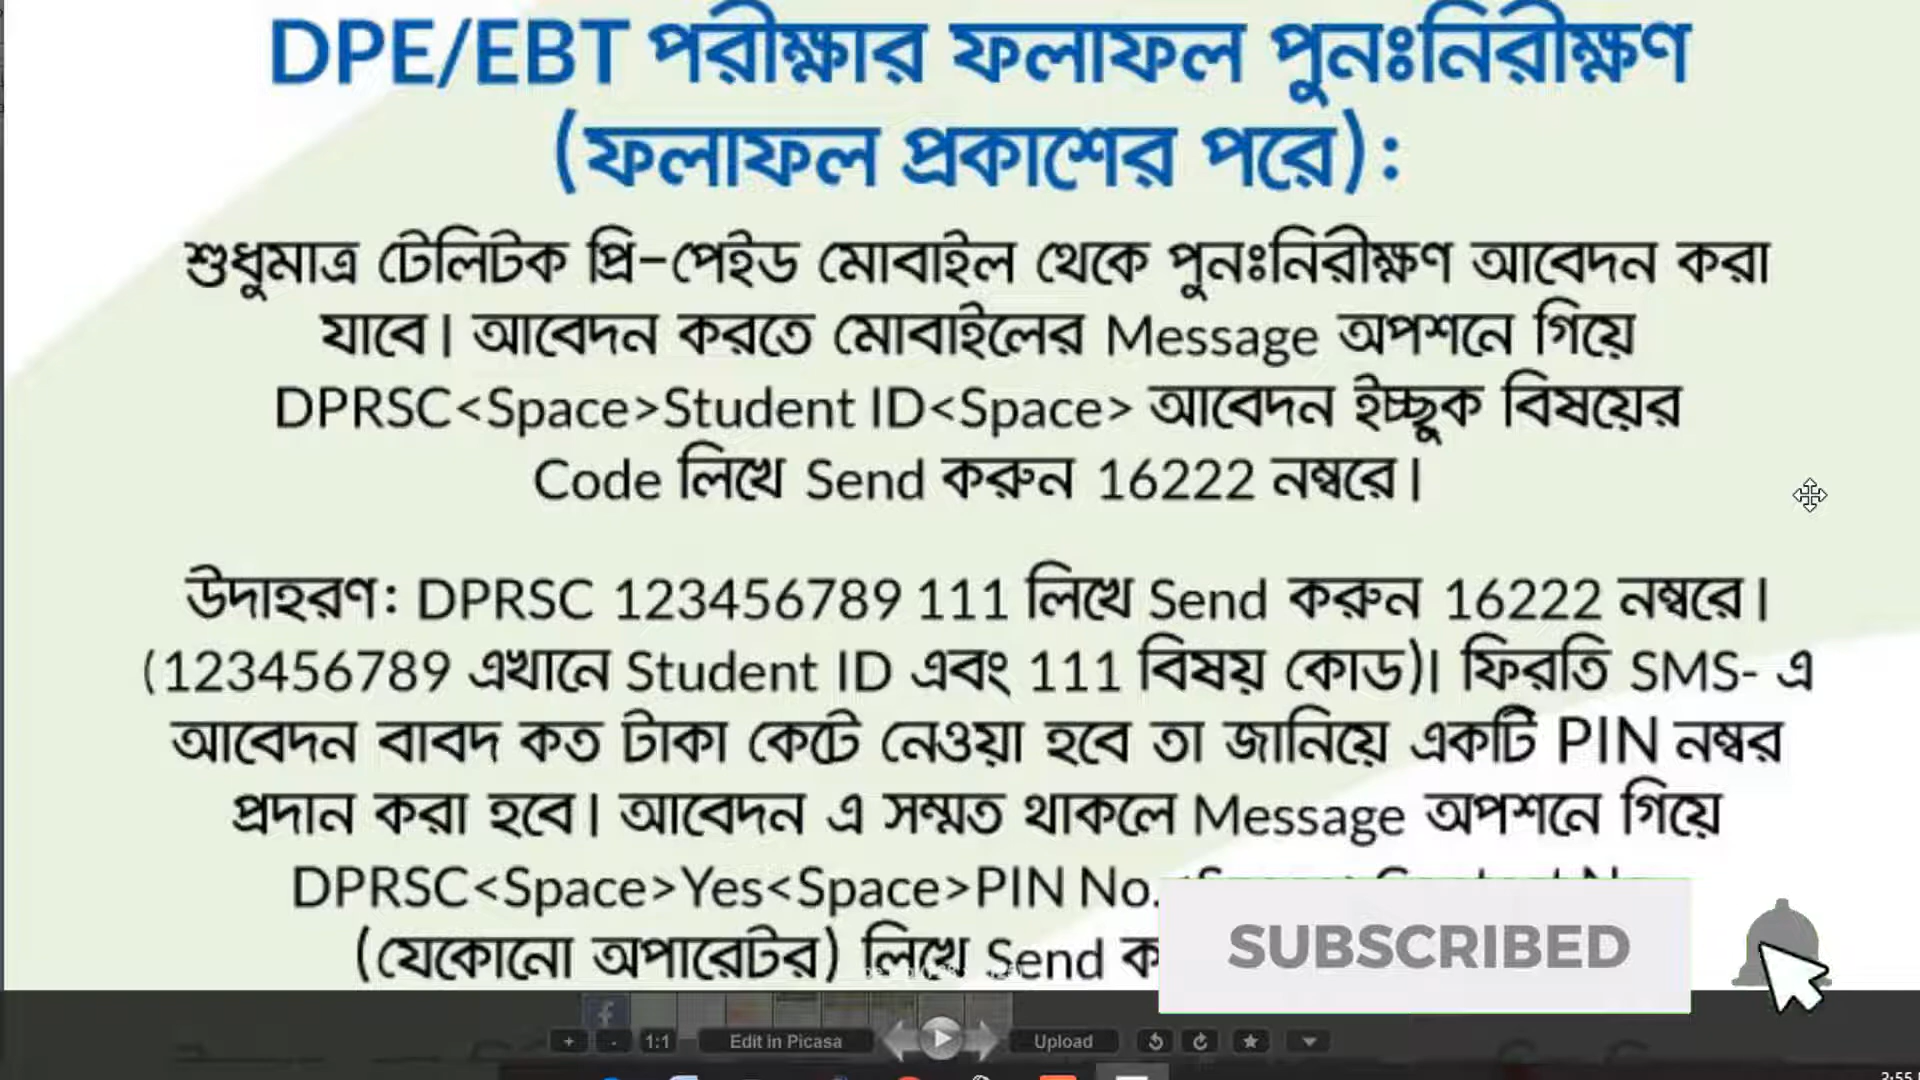 DPE/EBT পরীক্ষার ফলাফল পুনঃনিরীক্ষণ
(ফলাফল প্রকাশের পরে):
শুধুমাত্র টেলিটক প্রি-পেইড মোবাইল থেকে পুনঃনিরীক্ষণ আবেদন করা
যাবে। আবেদন করতে মোবাইলের Message অপশনে গিয়ে
DPRSC<Space>Student ID<Space> আবেদন ইচ্ছুক বিষয়ের
Code লিখে Send করুন 16222 নম্বরে।
উদাহরণ: DPRSC 123456789 111 লিখে Send করুন 16222 নম্বরে।
(123456789 এখানে Student ID এবং 111 বিষয় কোড)। ফিরতি SMS- এ
আবেদন বাবদ কত টাকা কেটে নেওয়া হবে তা জানিয়ে একটি PIN নম্বর
প্রদান করা হবে। আবেদন এ সম্মত থাকলে Message অপশনে গিয়ে
DPRSC<Space>Yes<Space>PIN No.
(যেকোনো অপারেটর) লিখে Send ক
SUBSCRIBED
+ - 1:1 Edit in Picasa Upload